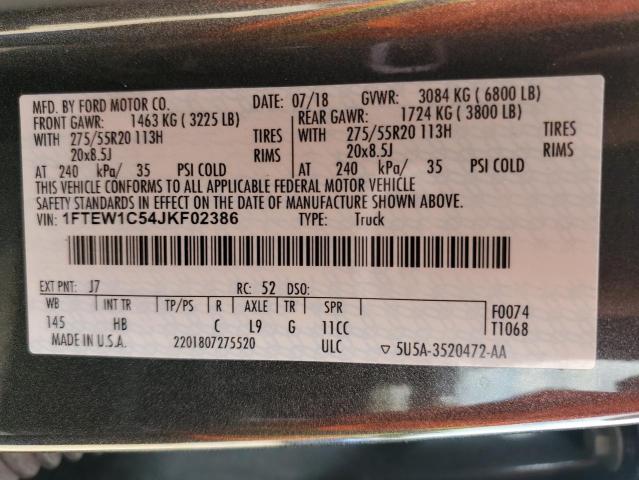 MFD. BY FORD MOTOR CO. DATE: 07/18 GVWR: 3084 KG ( 6800 LB)
FRONT GAWR: 1463 KG ( 3225 LB) REAR GAWR: 1724 KG ( 3800 LB)
WITH 275/55R20 113H TIRES WITH 275/55R20 113H TIRES
20x8.5J RIMS 20x8.5J RIMS
AT 240 kPa/ 35 PSI COLD AT 240 kPa/ 35 PSI COLD
THIS VEHICLE CONFORMS TO ALL APPLICABLE FEDERAL MOTOR VEHICLE
SAFETY STANDARDS IN EFFECT ON THE DATE OF MANUFACTURE SHOWN ABOVE.
VIN: 1FTEW1C54JKF02386 TYPE: Truck
EXT PNT: J7 RC: 52 DSO:
WB INT TR TP/PS R AXLE TR SPR F0074
145 HB C L9 G 11CC T1068
MADE IN U.S.A. 2201807275520 ULC ▽ 5U5A-3520472-AA